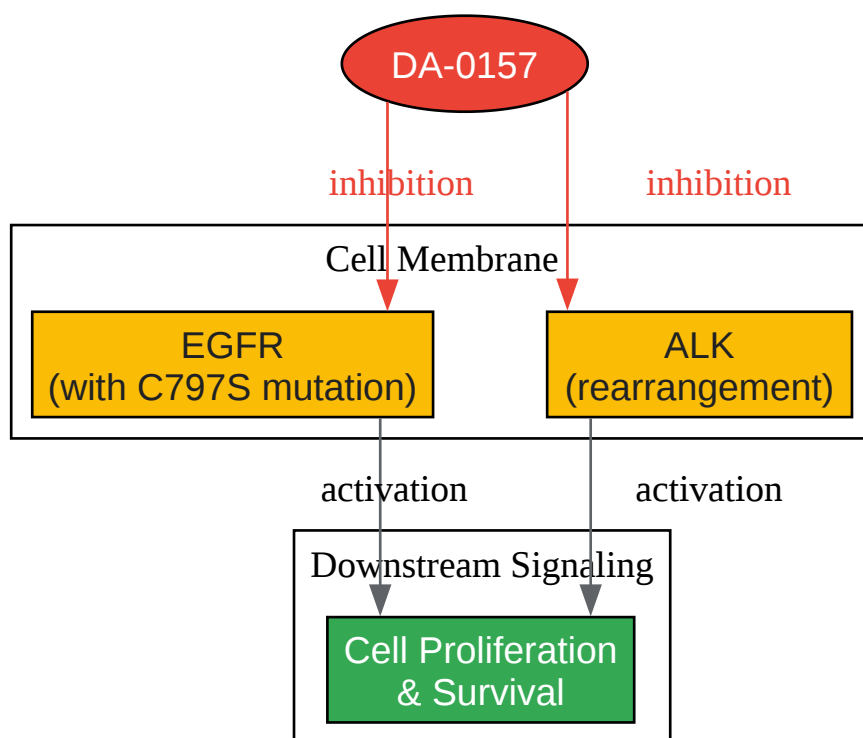 DA-0157
inhibition
inhibition
Cell Membrane
EGFR
(with C797S mutation)
ALK
(rearrangement)
activation
activation
Downstream Signaling
Cell Proliferation
& Survival